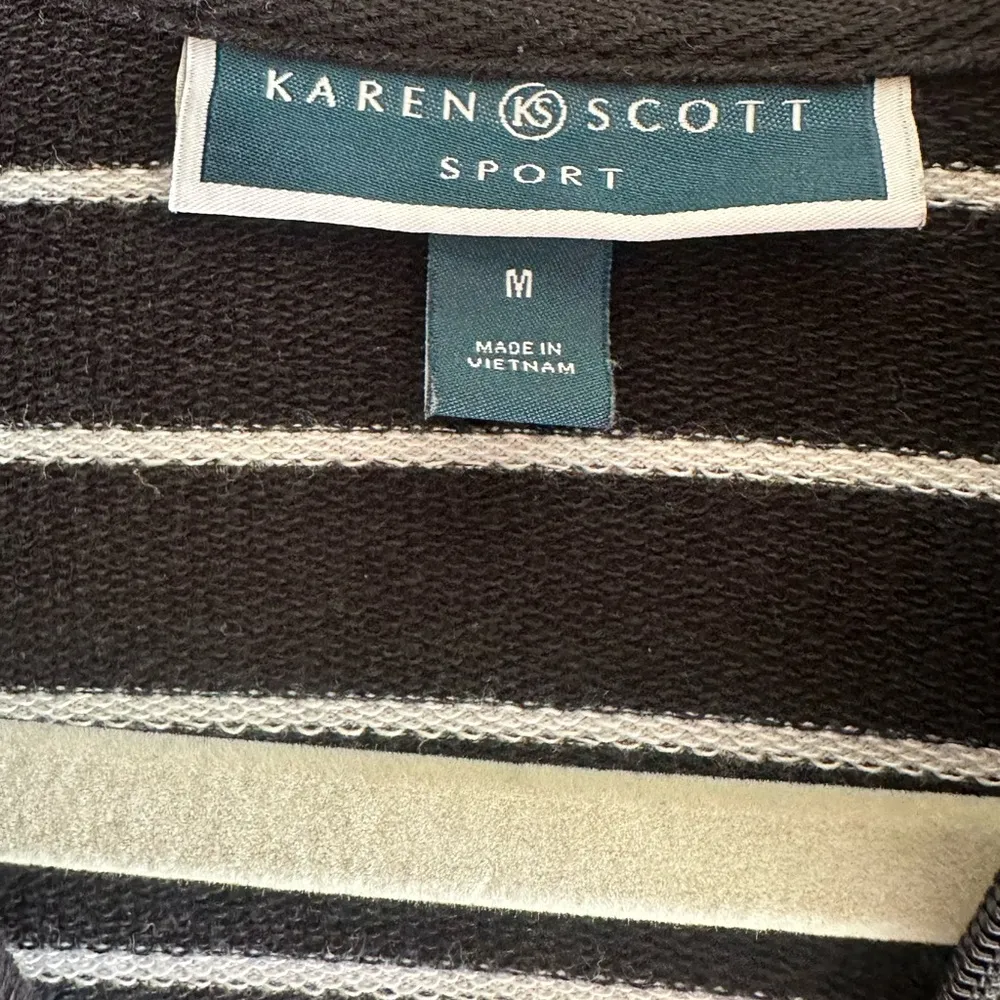 KAREN KS SCOTT
SPORT
M
MADE IN
VIETNAM